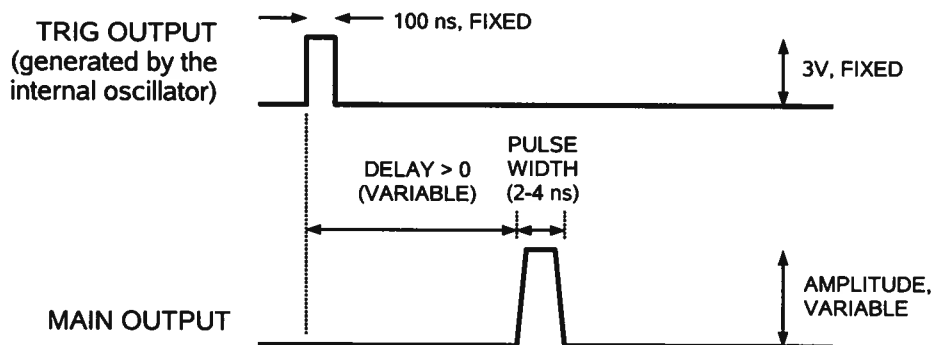 TRIG OUTPUT
(generated by the
internal oscillator)
100 ns, FIXED
3V, FIXED
DELAY > 0
(VARIABLE)
PULSE
WIDTH
(2-4 ns)
MAIN OUTPUT
AMPLITUDE,
VARIABLE